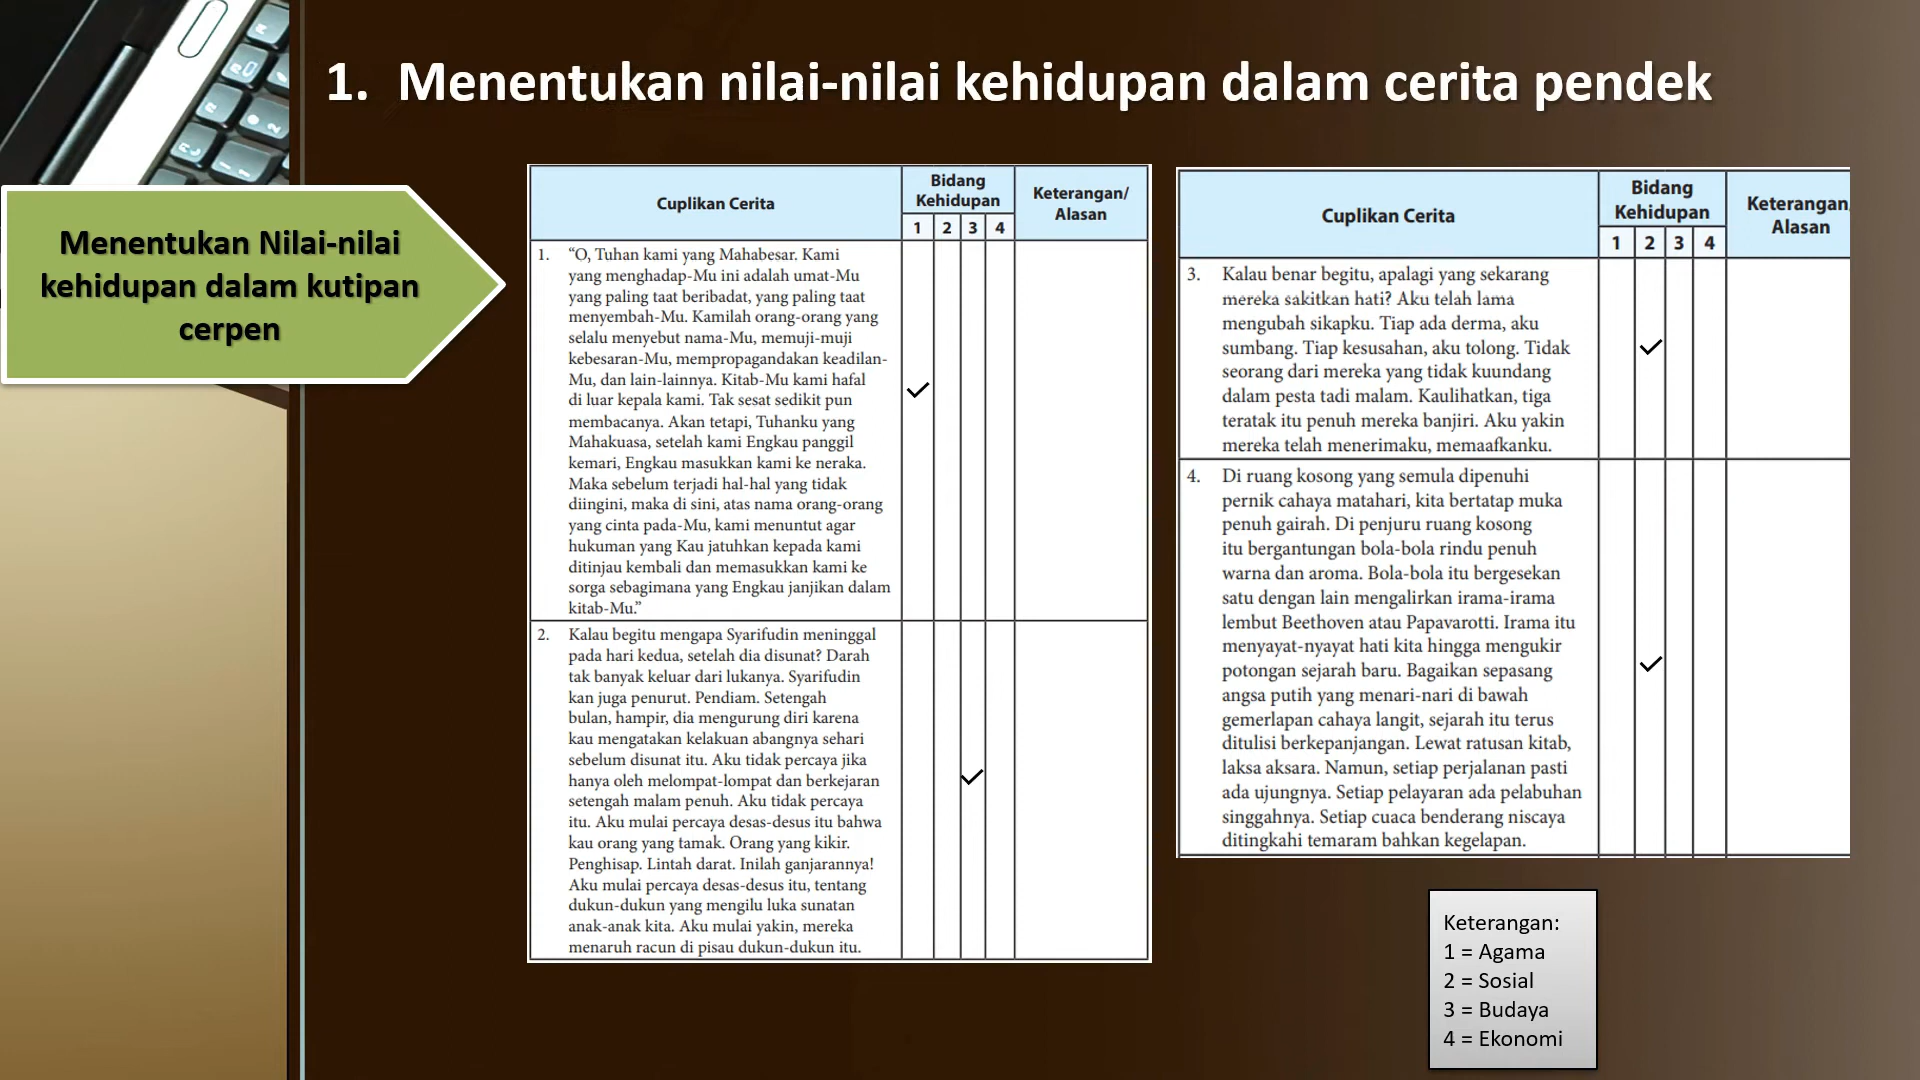 1. Menentukan nilai-nilai kehidupan dalam cerita pendek
Menentukan Nilai-nilai
kehidupan dalam kutipan
cerpen
Cuplikan Cerita
Bidang
Kehidupan
Keterangan/
Alasan
1 2 3 4
1. “O, Tuhan kami yang Mahabesar. Kami
yang menghadap-Mu ini adalah umat-Mu
yang paling taat beribadat, yang paling taat
menyembah-Mu. Kamilah orang-orang yang
selalu menyebut nama-Mu, memuji-muji
kebesaran-Mu, mempropagandakan keadilan-
Mu, dan lain-lainnya. Kitab-Mu kami hafal
di luar kepala kami. Tak sesat sedikit pun
membacanya. Akan tetapi, Tuhanku yang
Mahakuasa, setelah kami Engkau panggil
kemari, Engkau masukkan kami ke neraka.
Maka sebelum terjadi hal-hal yang tidak
diingini, maka di sini, atas nama orang-orang
yang cinta pada-Mu, kami menuntut agar
hukuman yang Kau jatuhkan kepada kami
ditinjau kembali dan memasukkan kami ke
sorga sebagimana yang Engkau janjikan dalam
kitab-Mu.”
2. Kalau begitu mengapa Syarifudin meninggal
pada hari kedua, setelah dia disunat? Darah
tak banyak keluar dari lukanya. Syarifudin
kan juga penurut. Pendiam. Setengah
bulan, hampir, dia mengurung diri karena
kau mengatakan kelakuan abangnya sehari
sebelum disunat itu. Aku tidak percaya jika
hanya oleh melompat-lompat dan berkejaran
setengah malam penuh. Aku tidak percaya
itu. Aku mulai percaya desas-desus itu bahwa
kau orang yang tamak. Orang yang kikir.
Penghisap. Lintah darat. Inilah ganjarannya!
Aku mulai percaya desas-desus itu, tentang
dukun-dukun yang mengilu luka sunatan
anak-anak kita. Aku mulai yakin, mereka
menaruh racun di pisau dukun-dukun itu.
Cuplikan Cerita
Bidang
Kehidupan
Keterangan/
Alasan
1 2 3 4
3. Kalau benar begitu, apalagi yang sekarang
mereka sakitkan hati? Aku telah lama
mengubah sikapku. Tiap ada derma, aku
sumbang. Tiap kesusahan, aku tolong. Tidak
seorang dari mereka yang tidak kuundang
dalam pesta tadi malam. Kaulihatkan, tiga
teratak itu penuh mereka banjiri. Aku yakin
mereka telah menerimaku, memaafkanku.
4. Di ruang kosong yang semula dipenuhi
pernik cahaya matahari, kita bertatap muka
penuh gairah. Di penjuru ruang kosong
itu bergantungan bola-bola rindu penuh
warna dan aroma. Bola-bola itu bergesekan
satu dengan lain mengalirkan irama-irama
lembut Beethoven atau Papavarotti. Irama itu
menyayat-nyayat hati kita hingga mengukir
potongan sejarah baru. Bagaikan sepasang
angsa putih yang menari-nari di bawah
gemerlapan cahaya langit, sejarah itu terus
ditulisi berkepanjangan. Lewat ratusan kitab,
laksa aksara. Namun, setiap perjalanan pasti
ada ujungnya. Setiap pelayaran ada pelabuhan
singgahnya. Setiap cuaca benderang niscaya
ditingkahi temaram bahkan kegelapan.
Keterangan:
1 = Agama
2 = Sosial
3 = Budaya
4 = Ekonomi